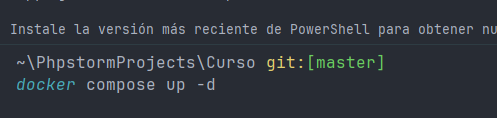 Instale la versión más reciente de PowerShell para obtener nu
~\PhpstormProjects\Curso git:[master]
docker compose up -d